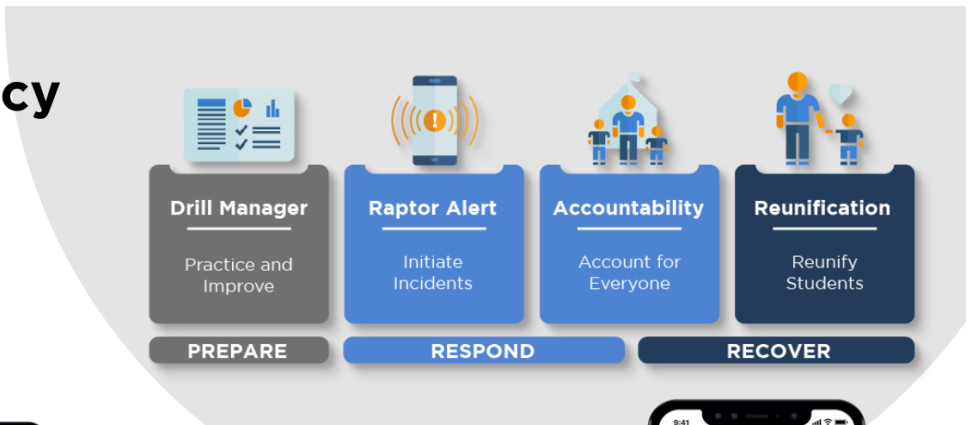 cy
Drill Manager
Practice and
Improve
Raptor Alert
Initiate
Incidents
Accountability
Account for
Everyone
Reunification
Reunify
Students
PREPARE
RESPOND
RECOVER
9:41